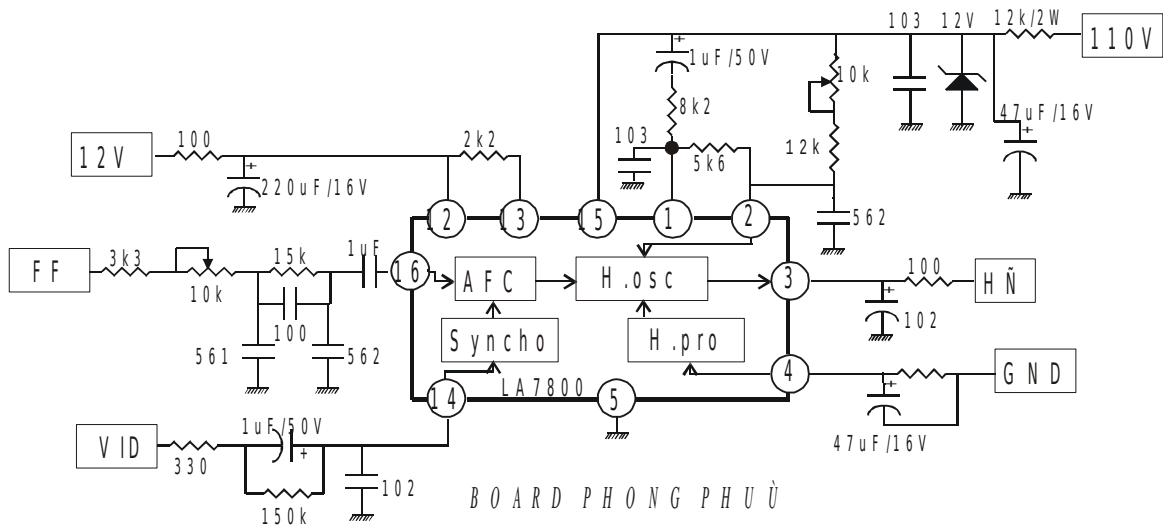 103 12V 12k/2W
110V
1uF/50V
10k
8k2
47uF/16V
103
12k
5k6
12V
100
2k2
220uF/16V
562
12 13 15 1 2
FF
3k3
10k
15k
1uF
16
AFC
H.osc
3
100
HÑ
100
561
562
Syncho
H.pro
102
4
GND
14
LA7800
5
47uF/16V
VID
330
1uF/50V
150k
102
BOARD PHONG PHUÙ